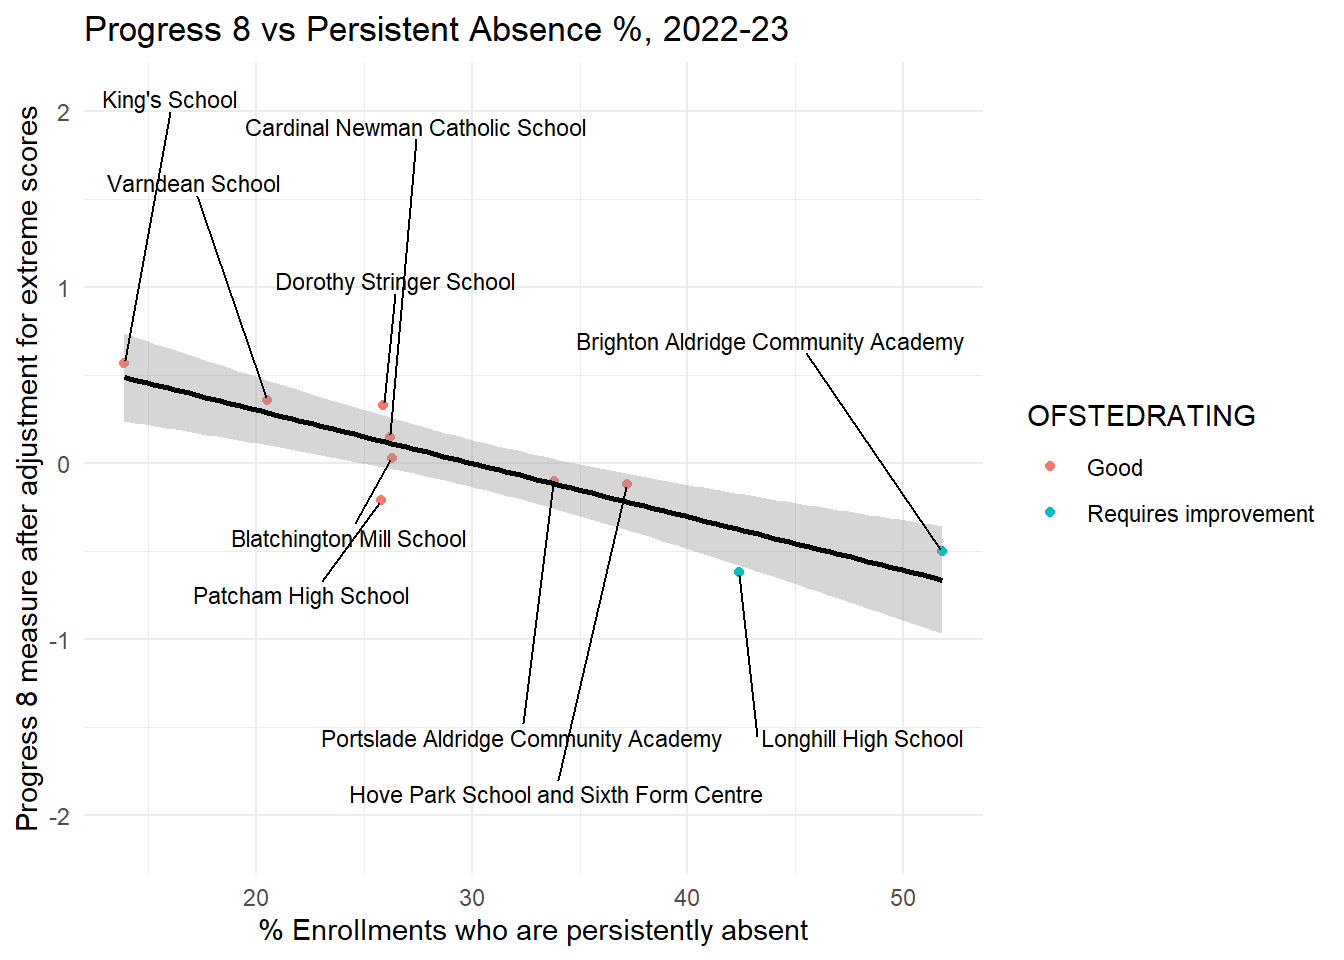 Progress 8 vs Persistent Absence %, 2022-23
Progress 8 measure after adjustment for extreme scores
2
1
0
-1
-2
King's School
Cardinal Newman Catholic School
Varndean School
Dorothy Stringer School
Brighton Aldridge Community Academy
Blatchington Mill School
Patcham High School
Portslade Aldridge Community Academy
Longhill High School
Hove Park School and Sixth Form Centre
20 30 40 50
% Enrollments who are persistently absent
OFSTEDRATING
Good
Requires improvement